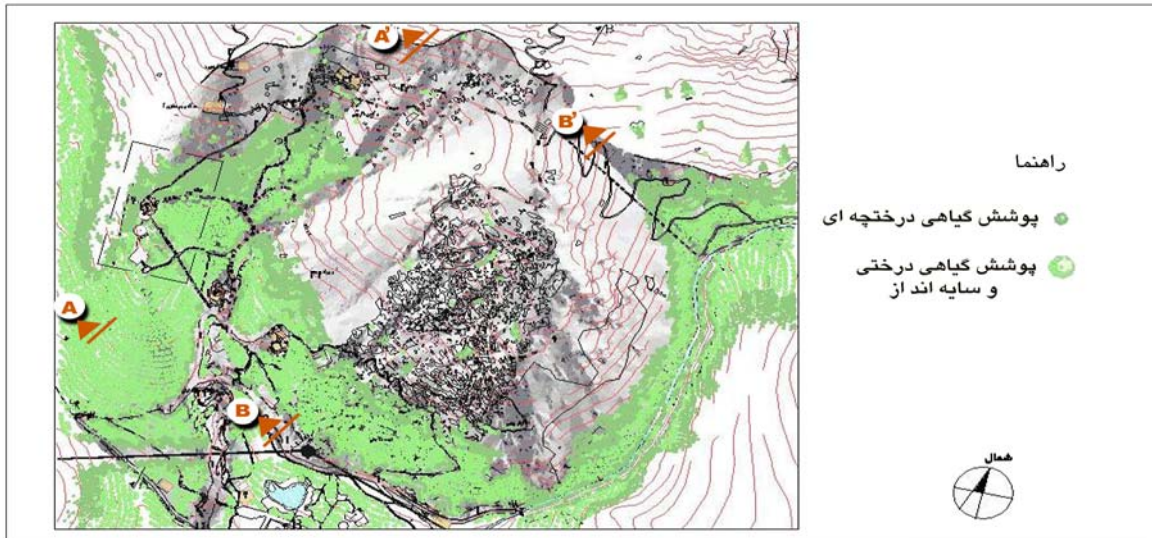 A'
B'
A
B
راهنما
پوشش گیاهی درختچه ای
پوشش گیاهی درختی
و سایه اند از
شمال